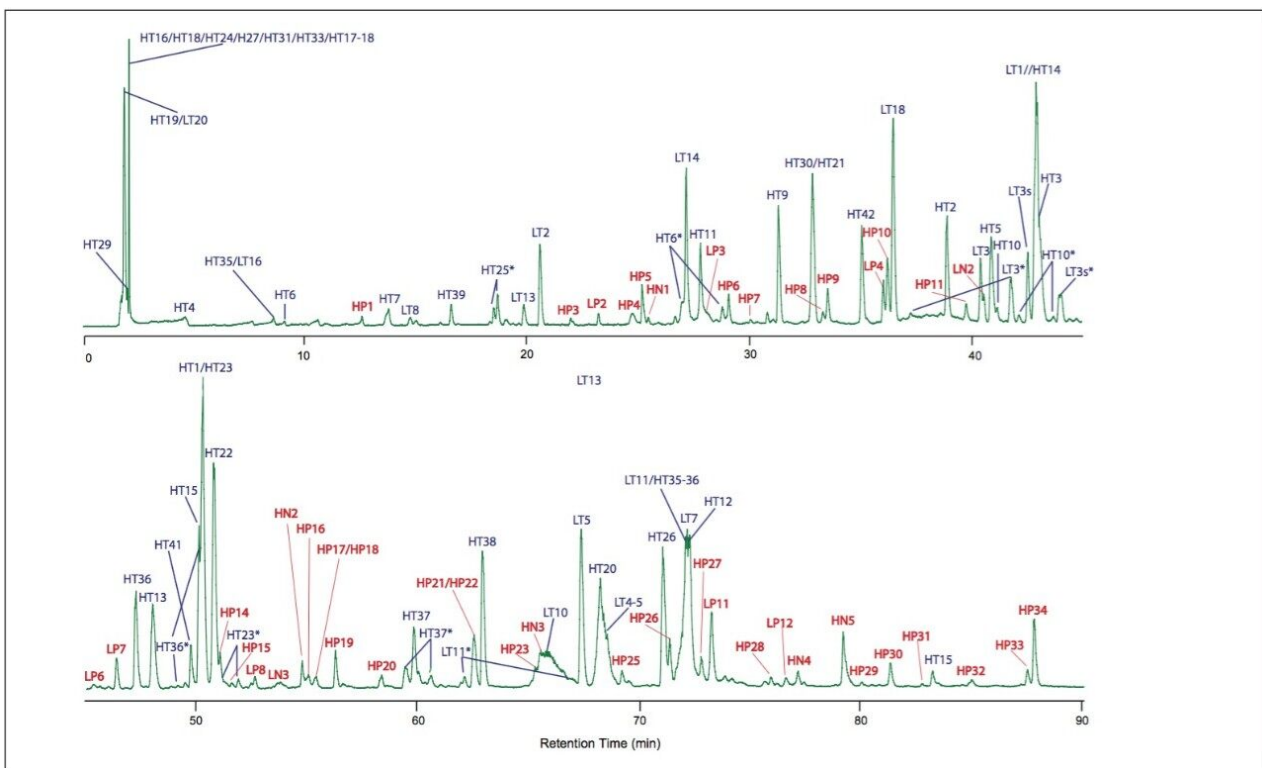 HT16/HT18/HT24/H27/HT31/HT33/HT17-18
LT1//HT14
HT19/LT20
LT18
LT14
HT30/HT21
HT3
HT9
LT3s
HT29
LT2
HT6*
HT11
LP3
HT42
HP10
HT2
HT5
HT10
HT10*
HT35/LT16
HT25*
LP4
LT3
LT3*
LT3s*
HP5
HN1
HP6
HP9
LN2
HT4
HT6
HP1
HT7
LT8
HT39
LT13
HP3
LP2
HP4
HP7
HP8
HP11
0
10
20
30
40
HT1/HT23
LT13
HT22
LT11/HT35-36
HT15
HT12
HN2
LT5
LT7
HP16
HT41
HT38
HT26
HP17/HP18
HT20
HP27
HT36
HP21/HP22
HT13
HP14
HT37
LT10
LT4-5
LP11
HP34
HT36*
HT23*
HT37*
HN3
HP26
LP12
HN5
LP7
HP15
HP19
LT11*
HP23
HP28
HP31
HP33
LP6
LP8
LN3
HP20
HP25
HN4
HP29
HP30
HT15
HP32
50
60
70
80
90
Retention Time (min)